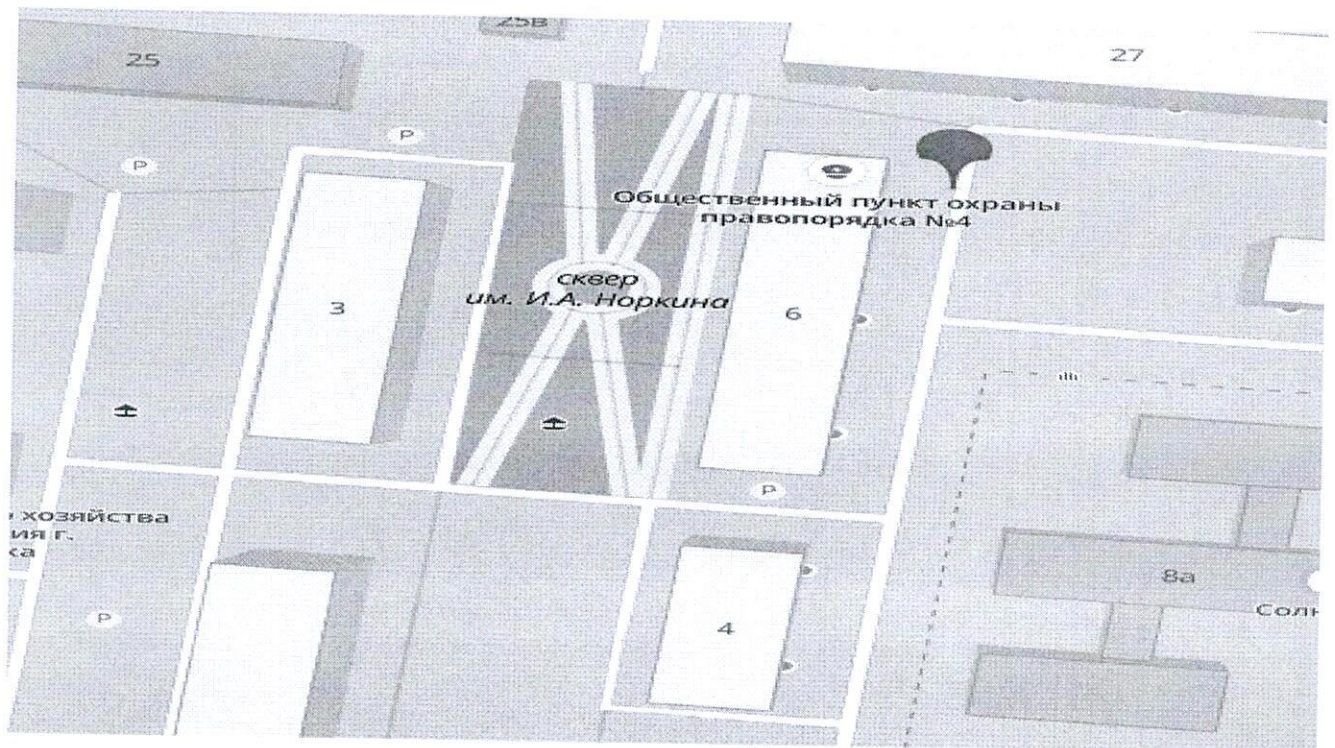 25в
25
27
P
P
Общественный пункт охраны
правопорядка №4
сквер
им. И.А. Норкина
3
6
P
хозяйства
ия г.
ка
8а
Солн
P
4